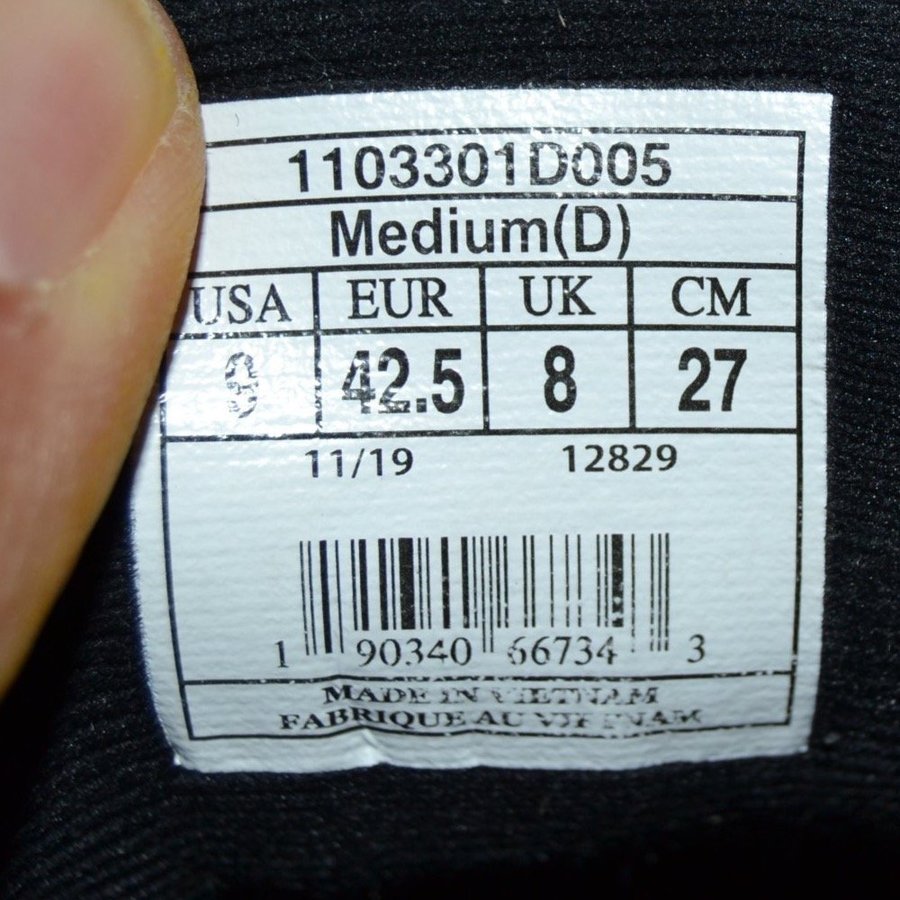 1103301D005
Medium(D)
USA EUR UK CM
9 42.5 8 27
11/19 12829
1 90340 66734 3
MADE IN VIETNAM
FABRIQUE AU VIETNAM